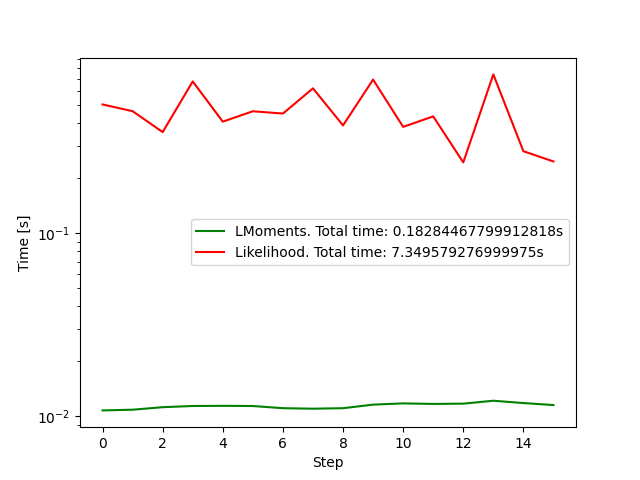 10⁻¹
10⁻²
Time [s]
LMoments. Total time: 0.18284467799912818s
Likelihood. Total time: 7.349579276999975s
0 2 4 6 8 10 12 14
Step